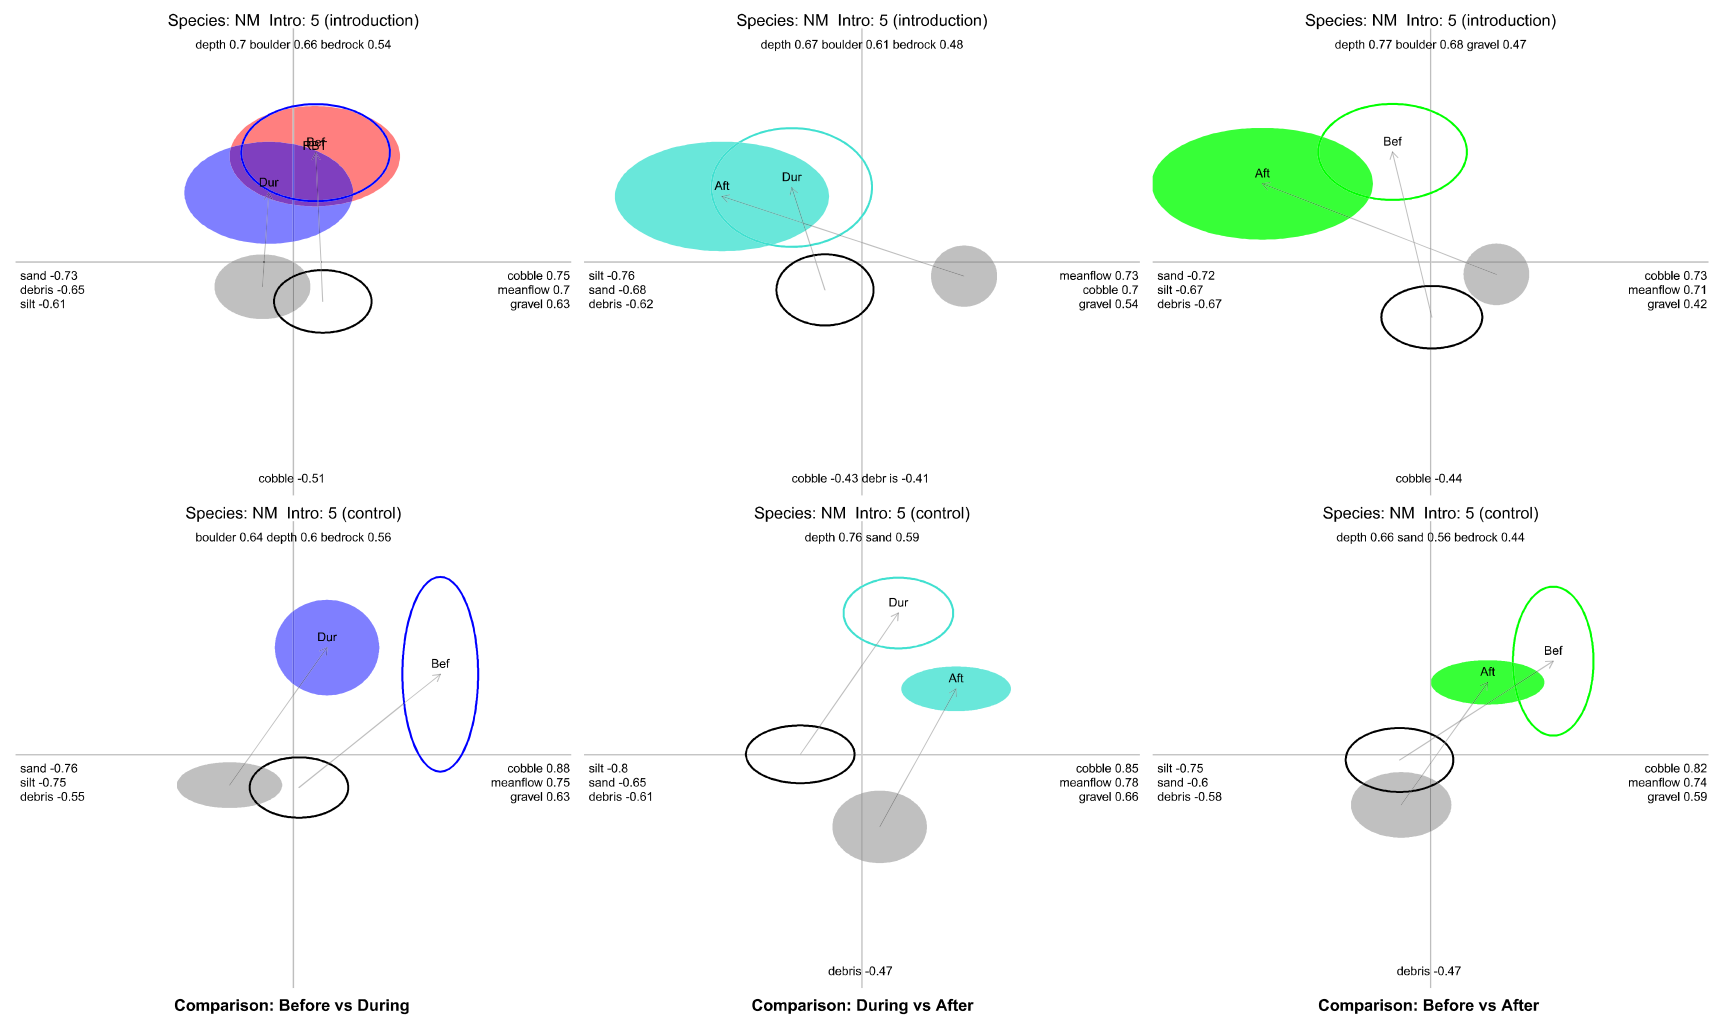 Species: NM  Intro: 5 (introduction)
depth 0.7 boulder 0.66 bedrock 0.54
Bef
RBT
Dur
sand -0.73
debris -0.65
silt -0.61
cobble 0.75
meanflow 0.7
gravel 0.63
cobble -0.51
Species: NM  Intro: 5 (introduction)
depth 0.67 boulder 0.61 bedrock 0.48
Aft
Dur
silt -0.76
sand -0.68
debris -0.62
meanflow 0.73
cobble 0.7
gravel 0.54
cobble -0.43 debr is -0.41
Species: NM  Intro: 5 (introduction)
depth 0.77 boulder 0.68 gravel 0.47
Bef
Aft
sand -0.72
silt -0.67
debris -0.67
cobble 0.73
meanflow 0.71
gravel 0.42
cobble -0.44
Species: NM  Intro: 5 (control)
boulder 0.64 depth 0.6 bedrock 0.56
Dur
Bef
sand -0.76
silt -0.75
debris -0.55
cobble 0.88
meanflow 0.75
gravel 0.63
Comparison: Before vs During
Species: NM  Intro: 5 (control)
depth 0.76 sand 0.59
Dur
Aft
silt -0.8
sand -0.65
debris -0.61
cobble 0.85
meanflow 0.78
gravel 0.66
debris -0.47
Comparison: During vs After
Species: NM  Intro: 5 (control)
depth 0.66 sand 0.56 bedrock 0.44
Bef
Aft
silt -0.75
sand -0.6
debris -0.58
cobble 0.82
meanflow 0.74
gravel 0.59
debris -0.47
Comparison: Before vs After